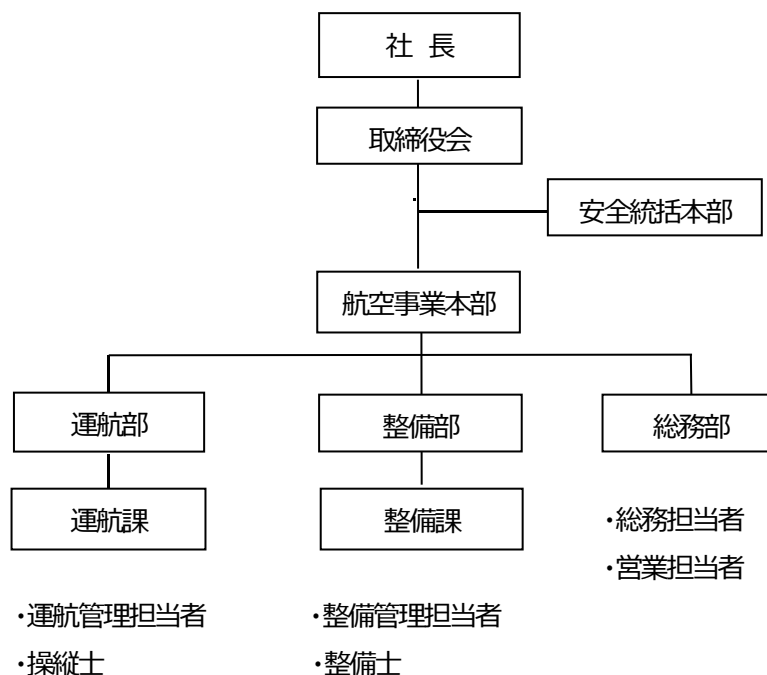 社 長
取締役会
安全統括本部
航空事業本部
運航部
整備部
総務部
運航課
整備課
・総務担当者
・営業担当者
・運航管理担当者
・操縦士
・整備管理担当者
・整備士